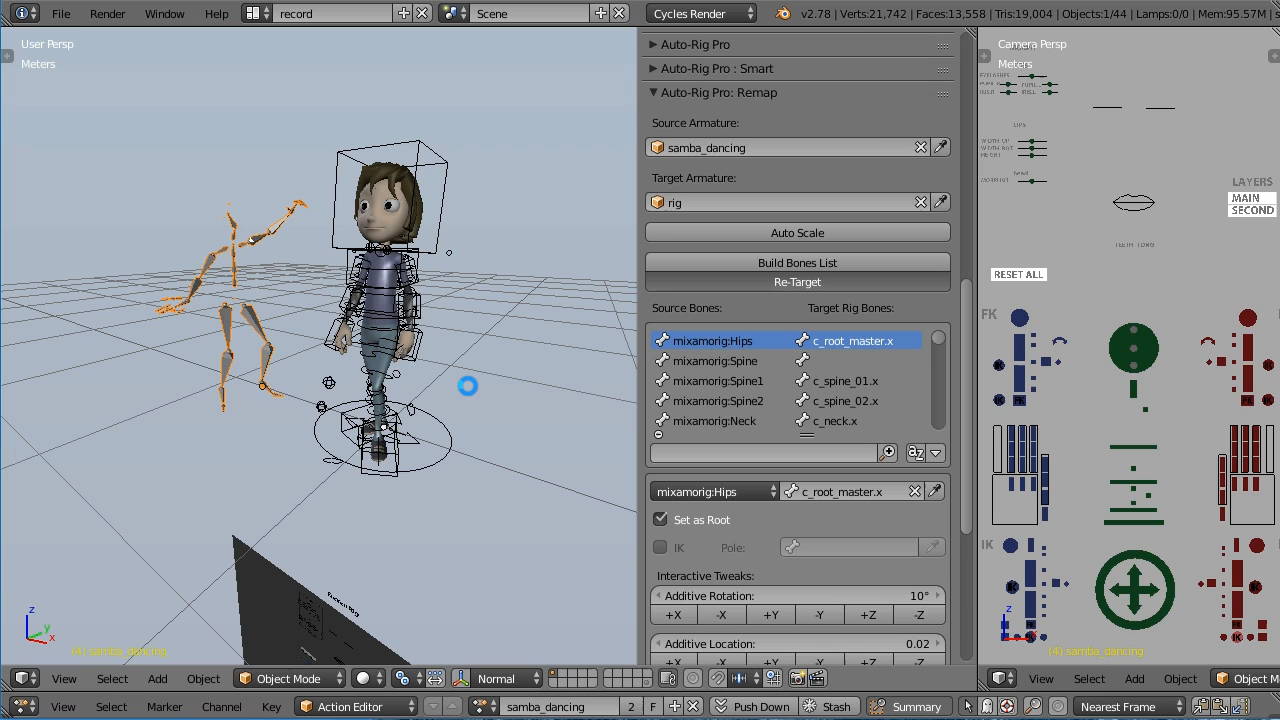 File Render Window Help record Scene Cycles Render v2.78 | Verts:21,742 | Faces:13,558 | Tris:19,004 | Objects:1/44 | Lamps:0/0 | Mem:95.57M |
User Persp
Meters
Auto-Rig Pro
Auto-Rig Pro : Smart
Auto-Rig Pro: Remap
Source Armature:
samba_dancing
Target Armature:
rig
Auto Scale
Build Bones List
Re-Target
Source Bones: Target Rig Bones:
mixamorig:Hips c_root_master.x
mixamorig:Spine
mixamorig:Spine1 c_spine_01.x
mixamorig:Spine2 c_spine_02.x
mixamorig:Neck c_neck.x
mixamorig:Hips c_root_master.x
Set as Root
IK Pole:
Interactive Tweaks:
Additive Rotation: 10°
+X -X +Y -Y +Z -Z
Additive Location: 0.02
+X -X +Y -Y +Z -Z
Camera Persp
Meters
LIPS
LAYERS
MAIN
SECOND
RESET ALL
FK
IK
z
y
x
(4) samba_dancing
z
(4) samba_dancing
View Select Add Object Object Mode Normal
View Select Add Object Object M
View Select Marker Channel Key Action Editor samba_dancing 2 F Push Down Stash Summary Nearest Frame